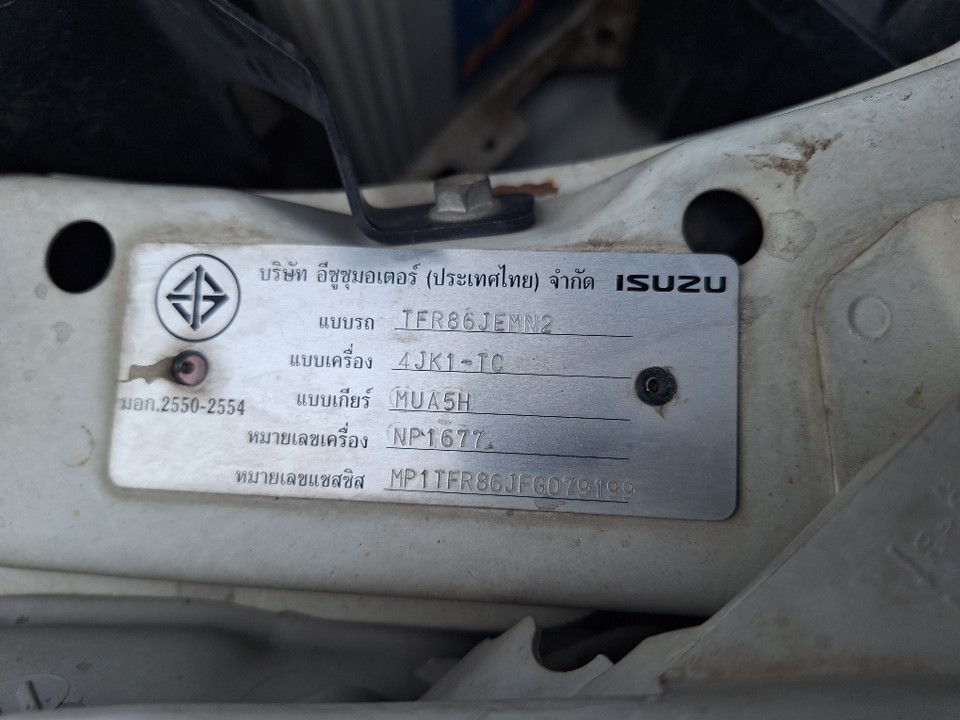 บริษัท อีซูซุมอเตอร์ (ประเทศไทย) จำกัด ISUZU
แบบรถ TFR86JEMN2
แบบเครื่อง 4JK1-TC
แบบเกียร์ MUA5H
มอก.2550-2554
หมายเลขเครื่อง NP1677
หมายเลขแชสซิส MP1TFR86JFG079199